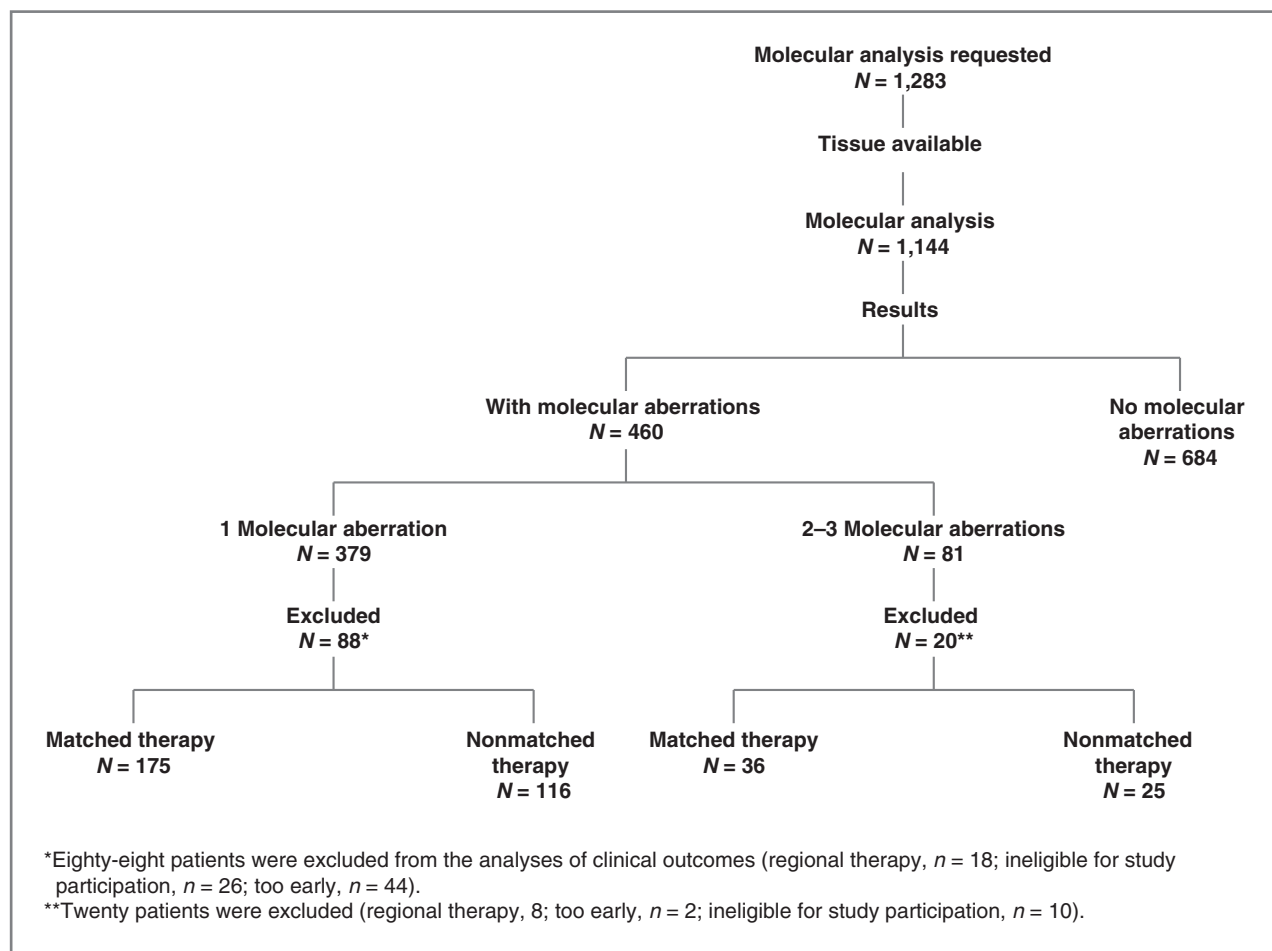 Molecular analysis requested
N = 1,283
Tissue available
Molecular analysis
N = 1,144
Results
With molecular aberrations
N = 460
No molecular
aberrations
N = 684
1 Molecular aberration
N = 379
2–3 Molecular aberrations
N = 81
Excluded
N = 88*
Excluded
N = 20**
Matched therapy
N = 175
Nonmatched
therapy
N = 116
Matched therapy
N = 36
Nonmatched
therapy
N = 25
*Eighty-eight patients were excluded from the analyses of clinical outcomes (regional therapy, n = 18; ineligible for study
participation, n = 26; too early, n = 44).
**Twenty patients were excluded (regional therapy, 8; too early, n = 2; ineligible for study participation, n = 10).